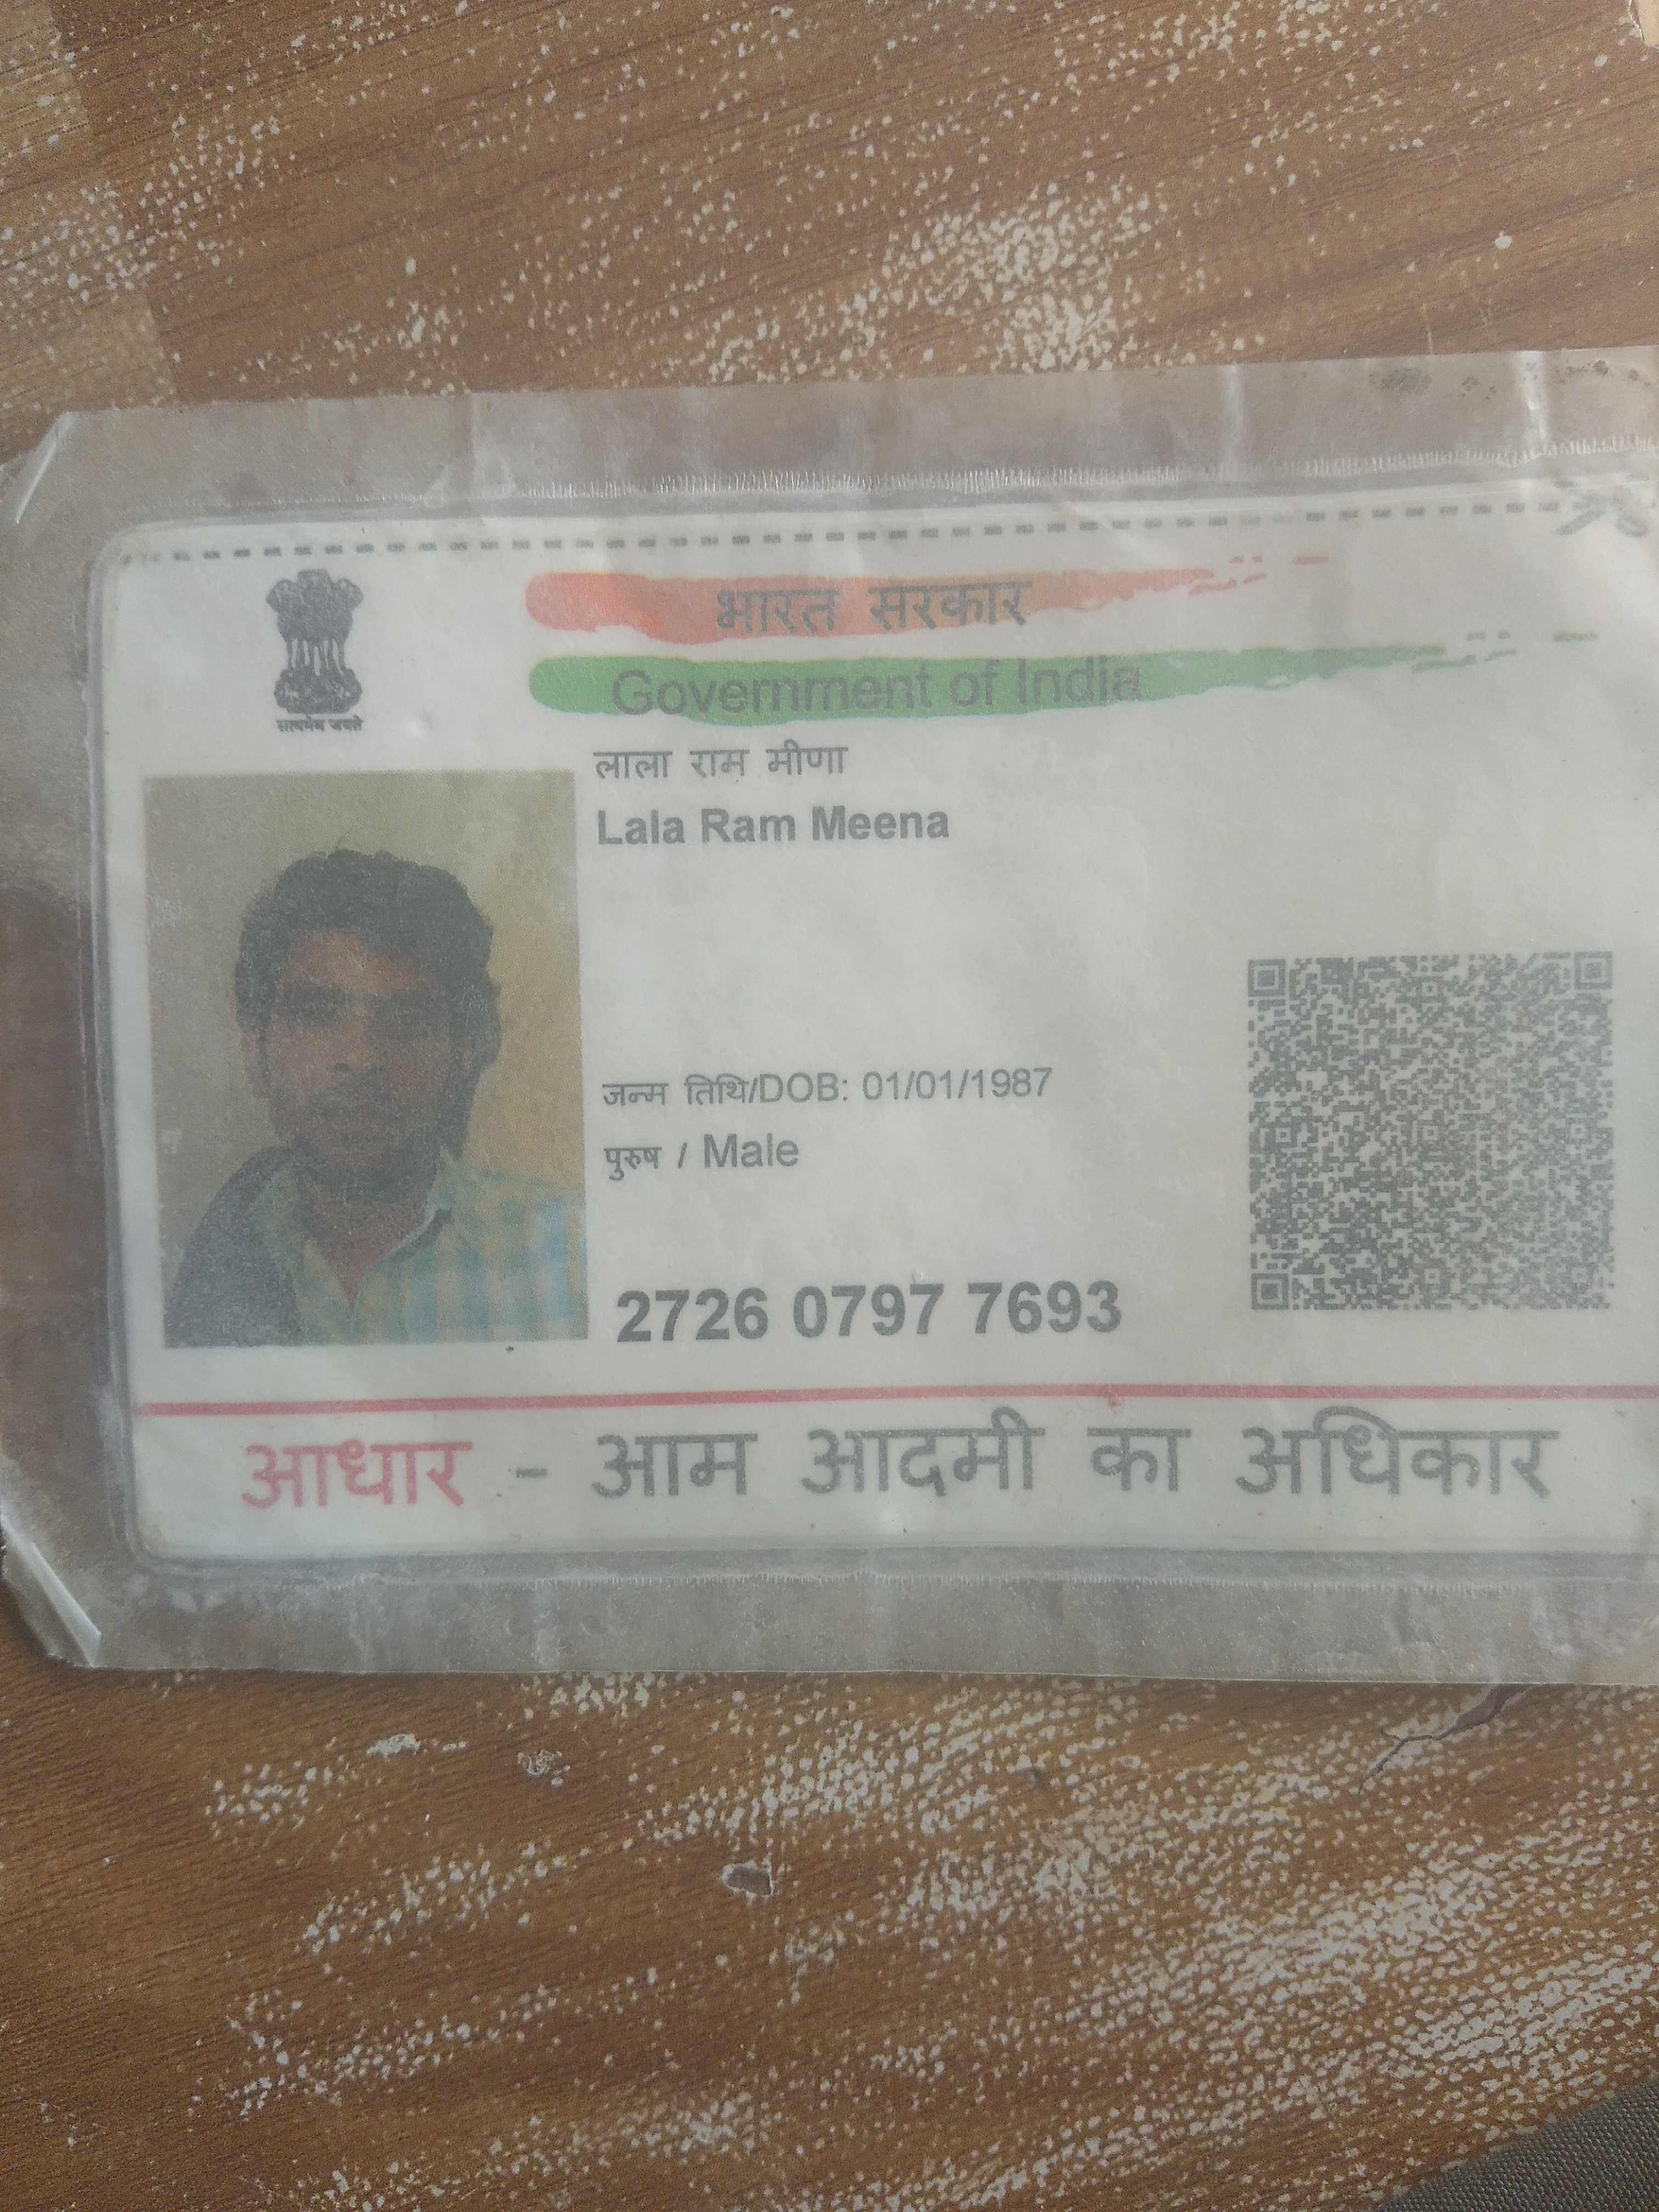 सत्यमेव जयते
भारत सरकार
Government of India
लाला राम मीणा
Lala Ram Meena
जन्म तिथि/DOB: 01/01/1987
पुरुष / Male
2726 0797 7693
आधार - आम आदमी का अधिकार